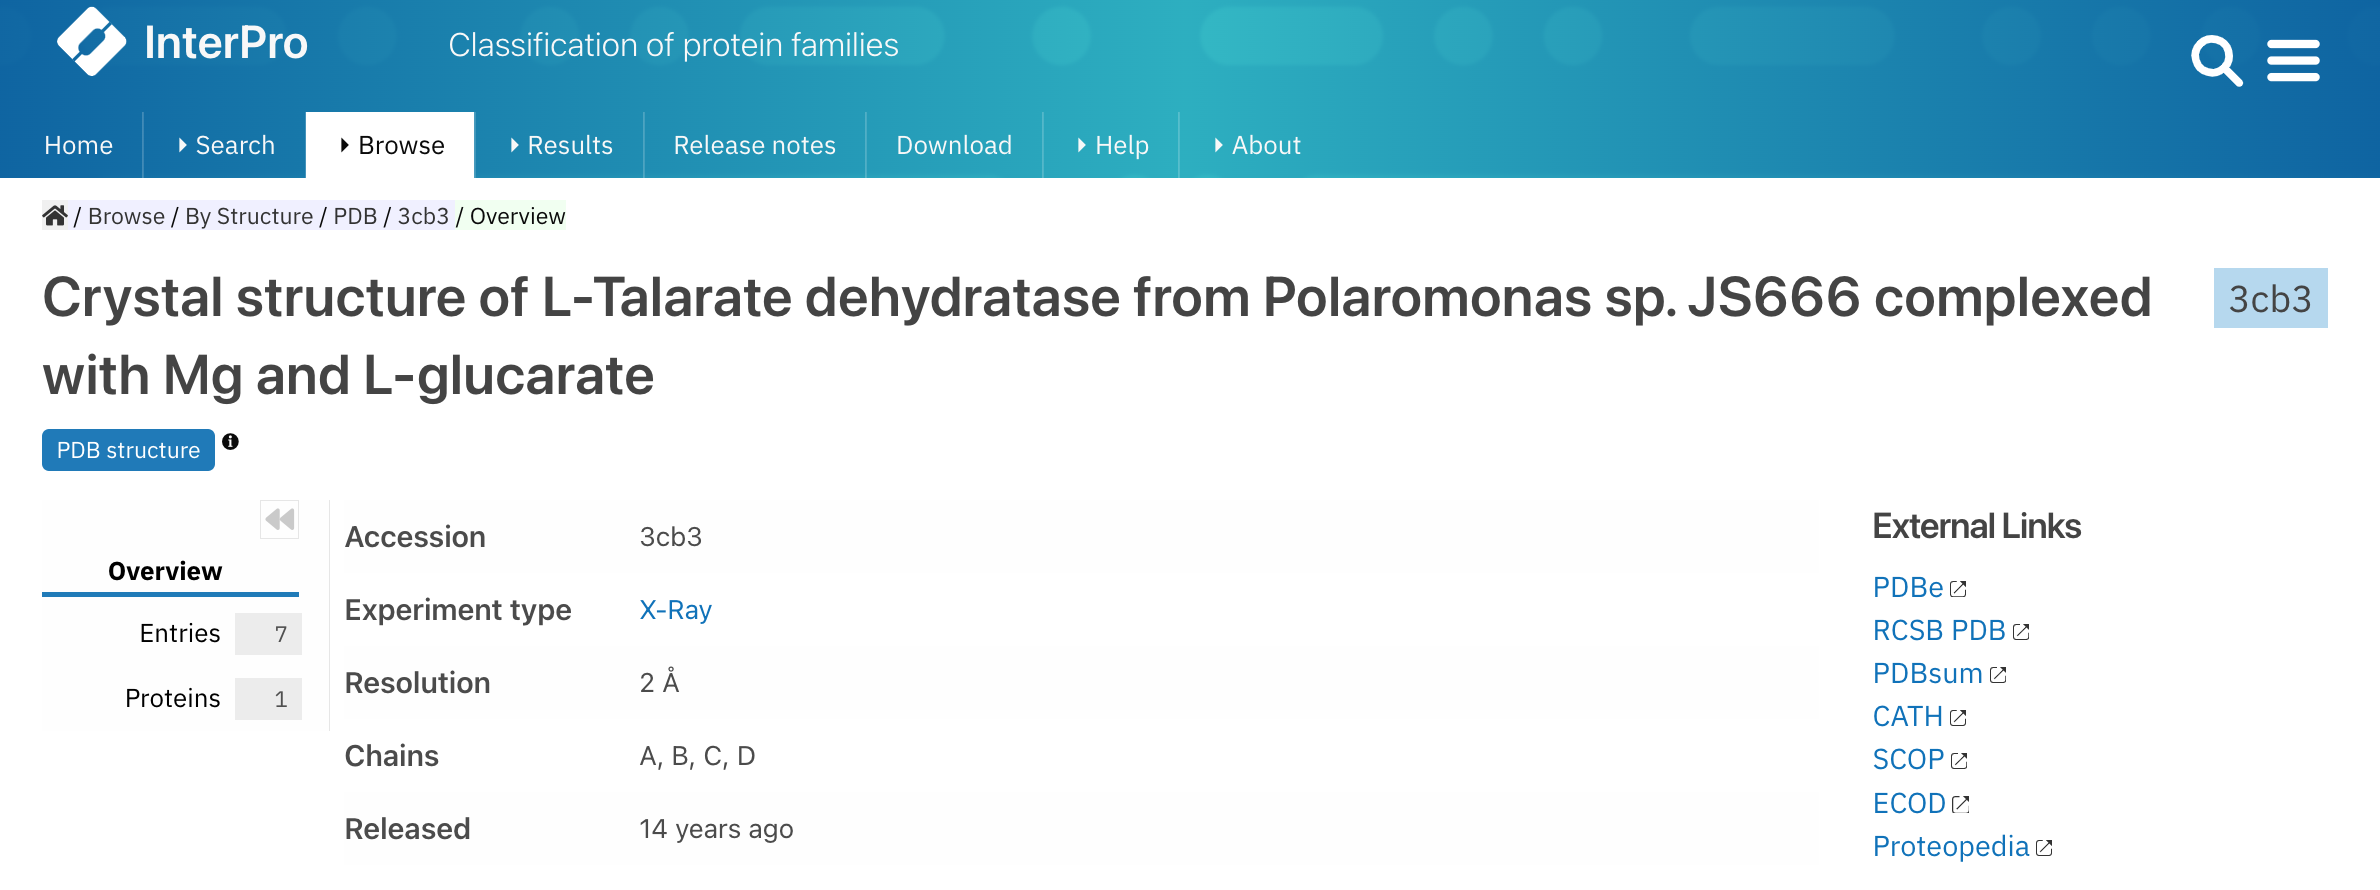 InterPro
Classification of protein families
Home
Search
Browse
Results
Release notes
Download
Help
About
/ Browse / By Structure / PDB / 3cb3 / Overview
Crystal structure of L-Talarate dehydratase from Polaromonas sp. JS666 complexed
with Mg and L-glucarate
3cb3
PDB structure
Overview
Entries 7
Proteins 1
Accession 3cb3
Experiment type X-Ray
Resolution 2 Å
Chains A, B, C, D
Released 14 years ago
External Links
PDBe
RCSB PDB
PDBsum
CATH
SCOP
ECOD
Proteopedia